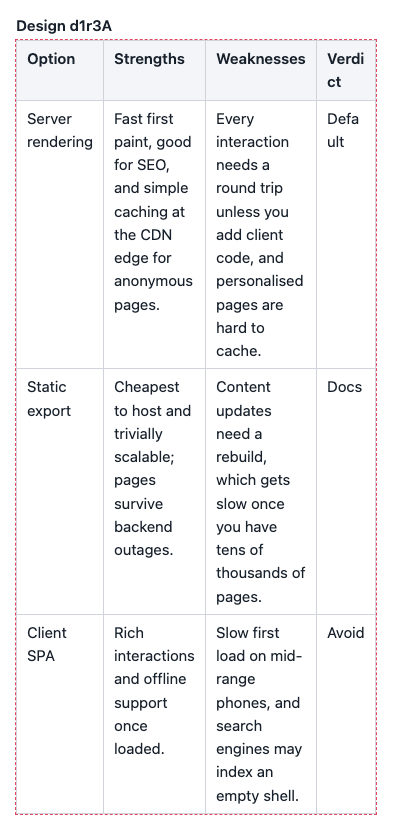 Design d1r3A
Option Strengths Weaknesses Verdi
ct
Server
rendering
Fast first
paint, good
for SEO,
and simple
caching at
the CDN
edge for
anonymous
pages.
Every
interaction
needs a
round trip
unless you
add client
code, and
personalised
pages are
hard to
cache.
Defa
ult
Static
export
Cheapest
to host and
trivially
scalable;
pages
survive
backend
outages.
Content
updates
need a
rebuild,
which gets
slow once
you have
tens of
thousands of
pages.
Docs
Client
SPA
Rich
interactions
and offline
support
once
loaded.
Slow first
load on mid-
range
phones, and
search
engines may
index an
empty shell.
Avoid